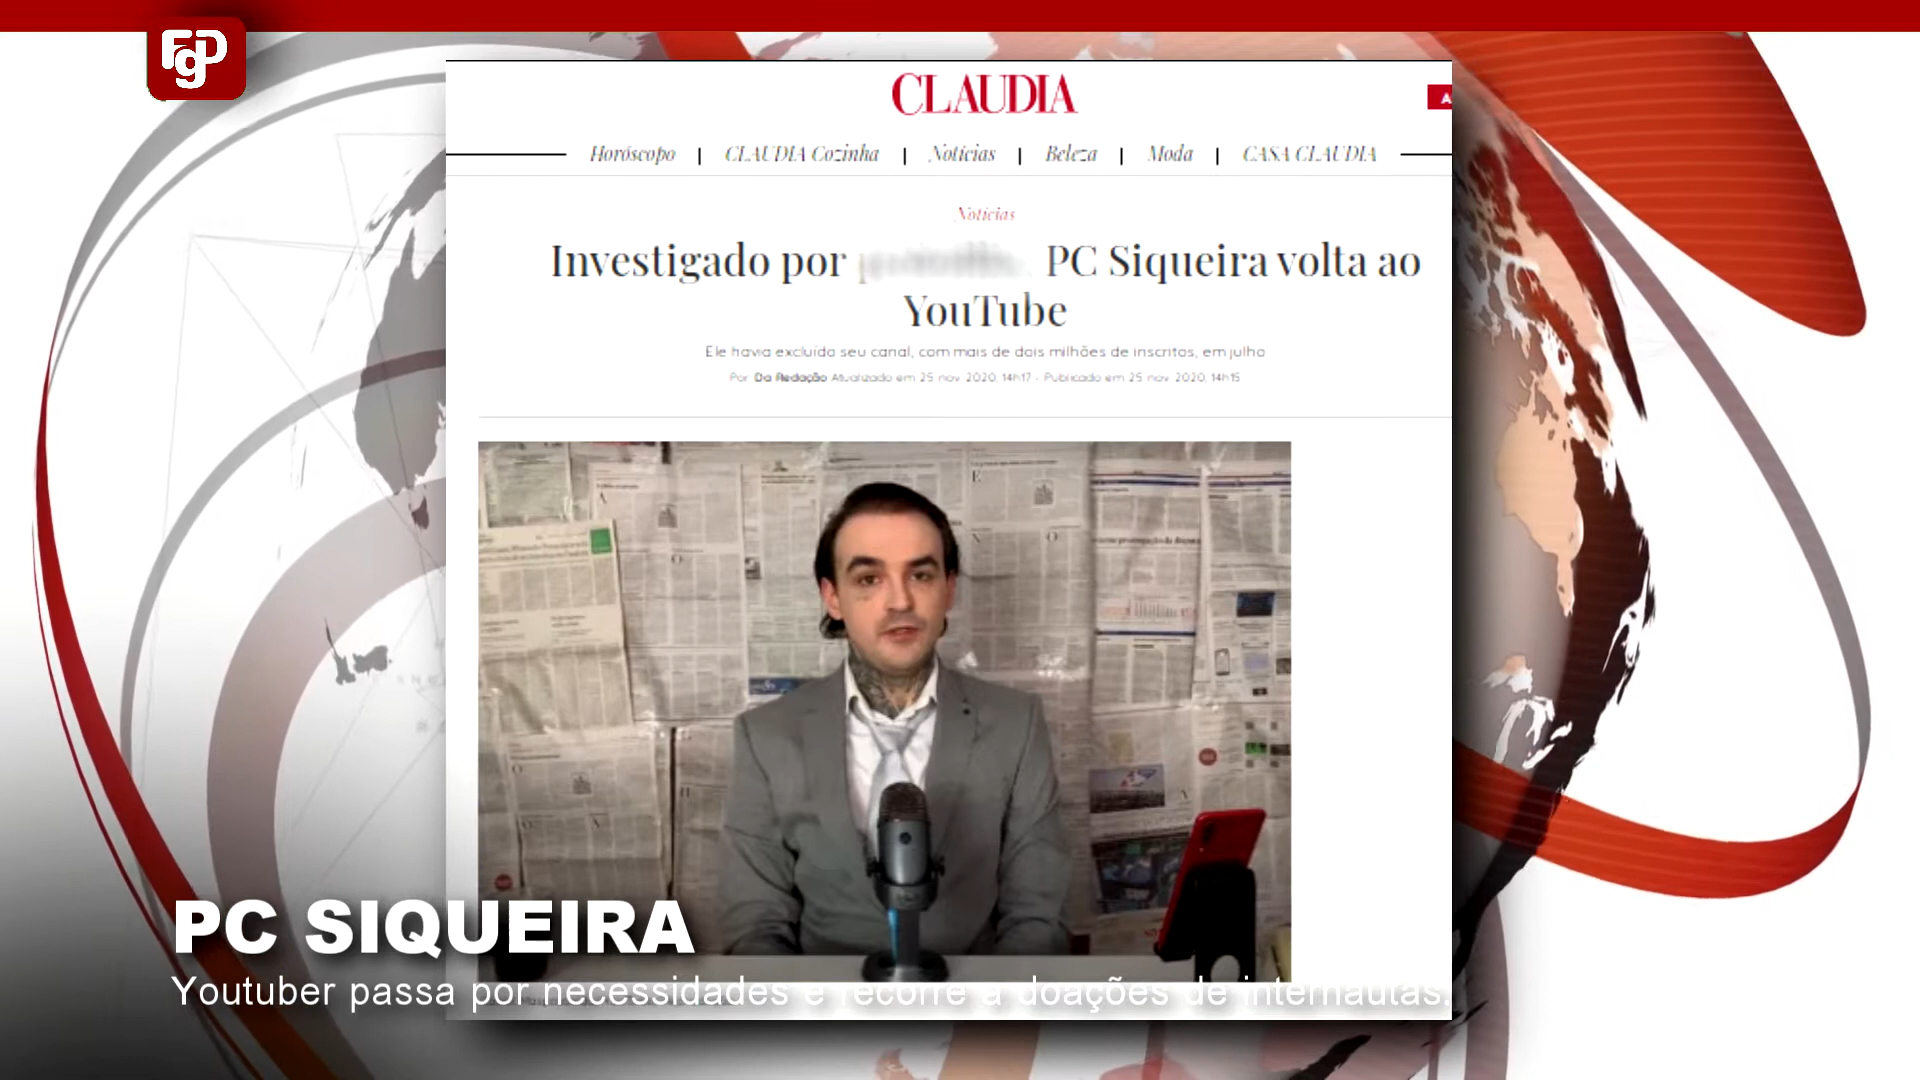 FgP
CLAUDIA
A
Horóscopo | CLAUDIA Cozinha | Notícias | Beleza | Moda | CASA CLAUDIA
Notícias
Investigado por PC Siqueira volta ao
YouTube
Ele havia excluído seu canal, com mais de dois milhões de inscritos, em julho
Por Da Redação Atualizado em 25 nov 2020, 14h17 - Publicado em 25 nov 2020, 14h15
PC SIQUEIRA
Youtuber passa por necessidades e recorre a doações de internautas.